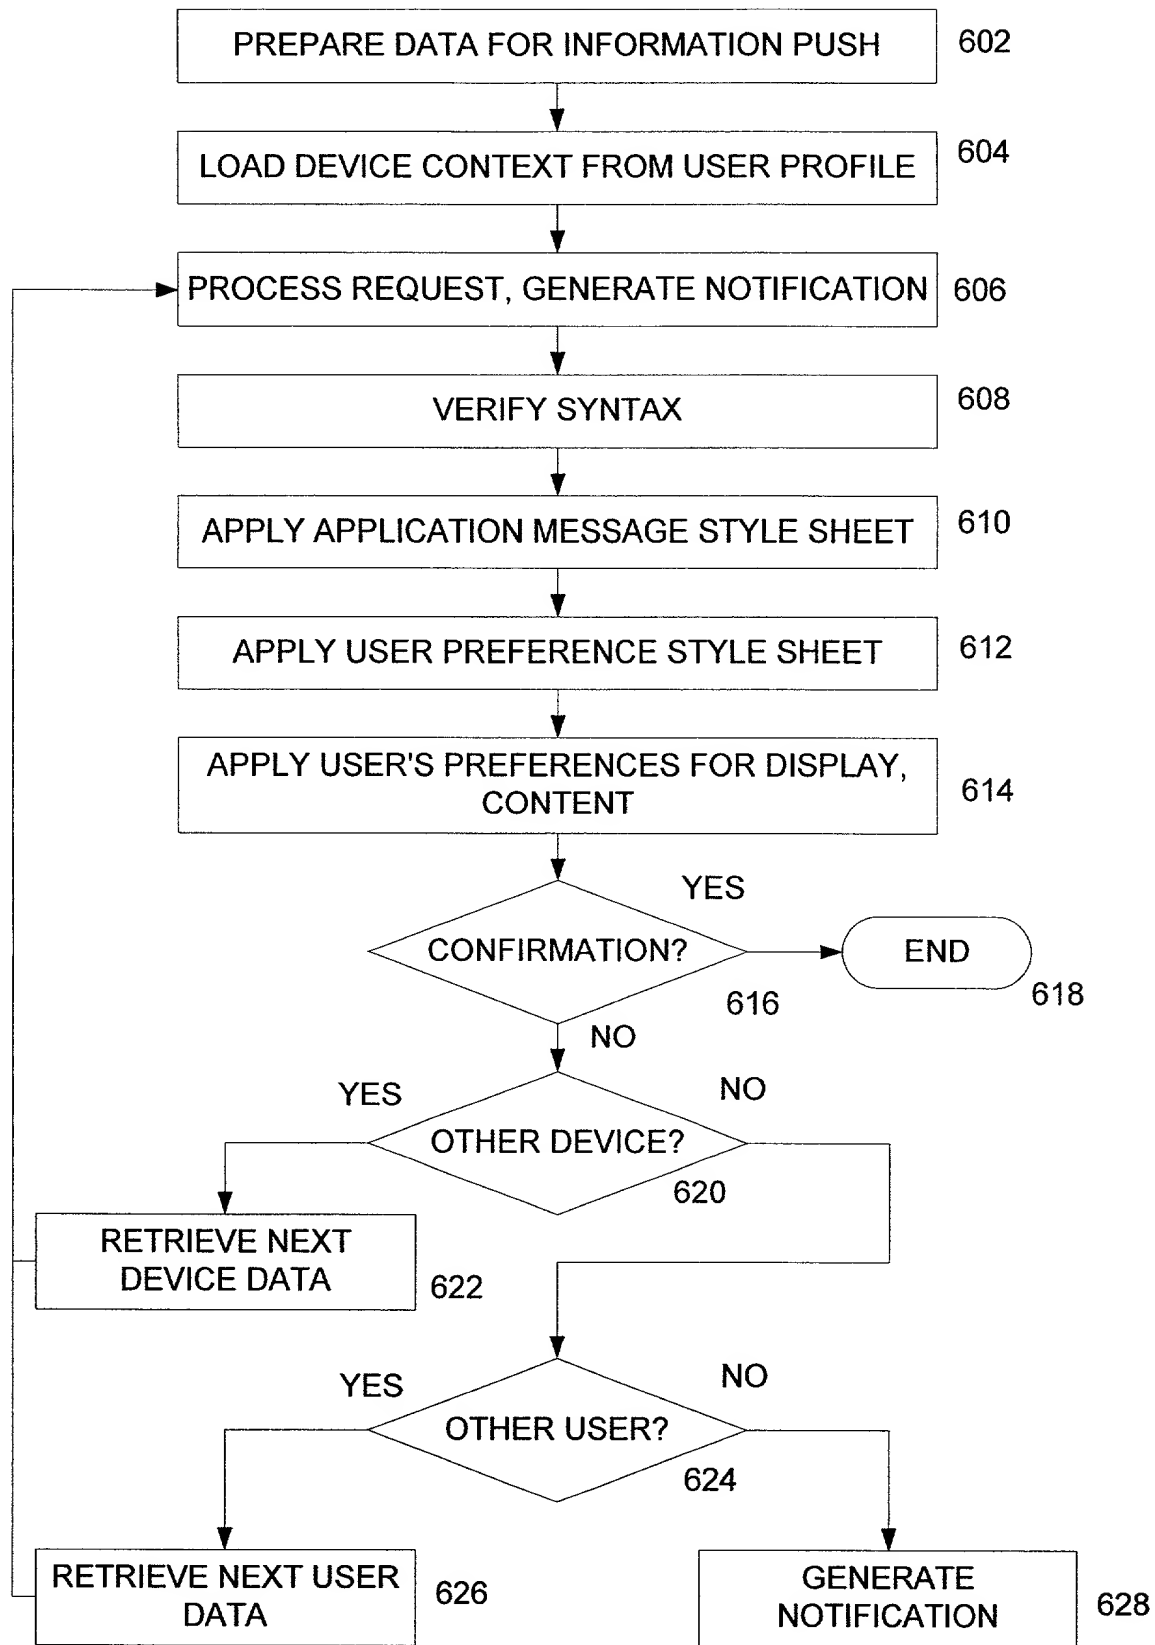 PREPARE DATA FOR INFORMATION PUSH
602
LOAD DEVICE CONTEXT FROM USER PROFILE
604
PROCESS REQUEST, GENERATE NOTIFICATION
606
VERIFY SYNTAX
608
APPLY APPLICATION MESSAGE STYLE SHEET
610
APPLY USER PREFERENCE STYLE SHEET
612
APPLY USER'S PREFERENCES FOR DISPLAY,
CONTENT
614
YES
CONFIRMATION?
616
END
618
NO
YES
NO
OTHER DEVICE?
620
RETRIEVE NEXT
DEVICE DATA
622
YES
NO
OTHER USER?
624
RETRIEVE NEXT USER
DATA
626
GENERATE
NOTIFICATION
628